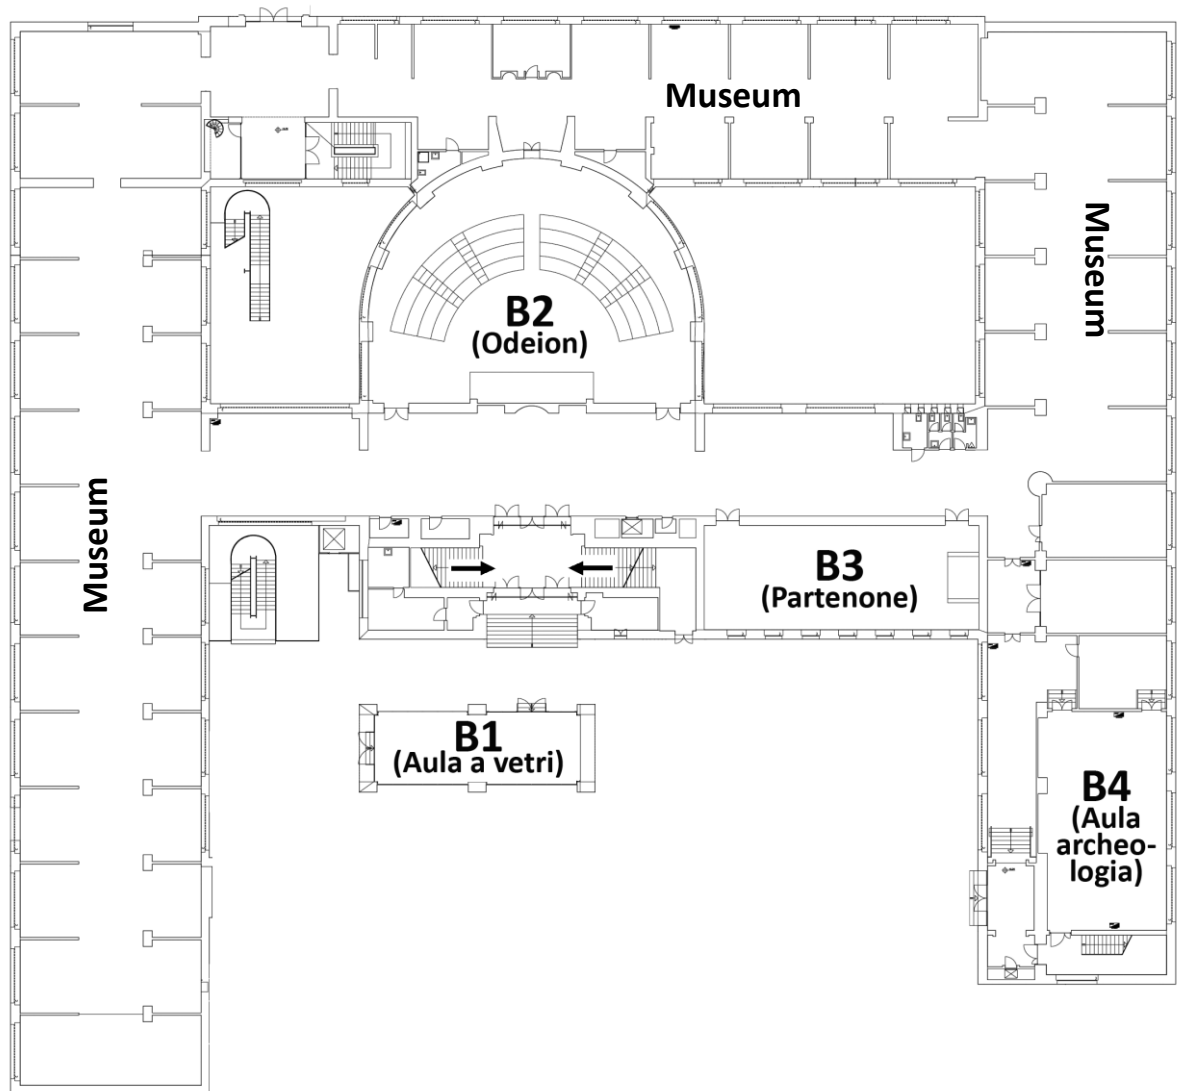 Museum
Museum
B2
(Odeion)
Museum
B3
(Partenone)
B1
(Aula a vetri)
B4
(Aula
archeo-
logia)